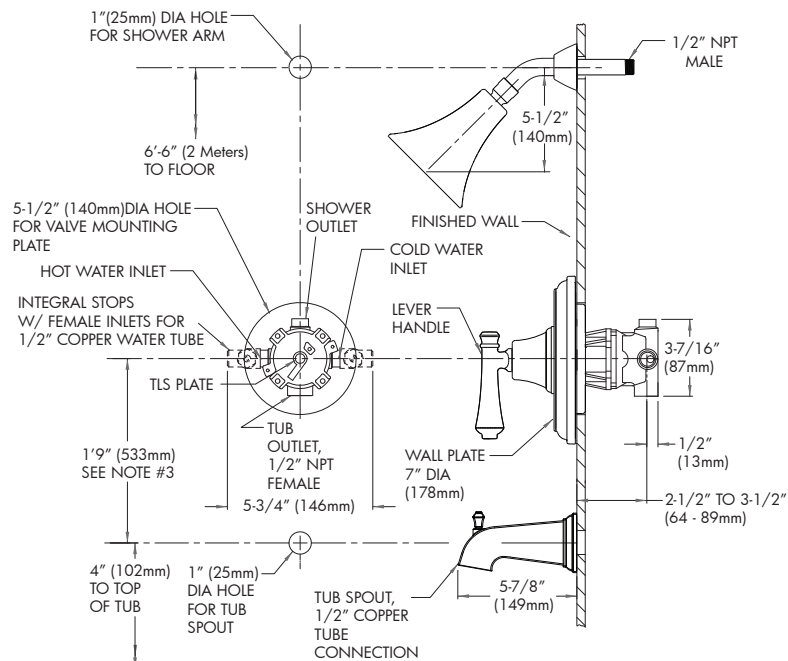 1”(25mm) DIA HOLE
FOR SHOWER ARM
1/2” NPT
MALE
5-1/2”
(140mm)
6’-6” (2 Meters)
TO FLOOR
5-1/2” (140mm)DIA HOLE
FOR VALVE MOUNTING
PLATE
SHOWER
OUTLET
FINISHED WALL
HOT WATER INLET
COLD WATER
INLET
INTEGRAL STOPS
W/ FEMALE INLETS FOR
1/2” COPPER WATER TUBE
LEVER
HANDLE
3-7/16”
(87mm)
TLS PLATE
TUB
OUTLET,
1/2” NPT
FEMALE
1’9” (533mm)
SEE NOTE #3
WALL PLATE
7” DIA
(178mm)
1/2”
(13mm)
5-3/4” (146mm)
2-1/2” TO 3-1/2”
(64 - 89mm)
4” (102mm)
TO TOP
OF TUB
1” (25mm)
DIA HOLE
FOR TUB
SPOUT
TUB SPOUT,
1/2” COPPER
TUBE
CONNECTION
5-7/8”
(149mm)